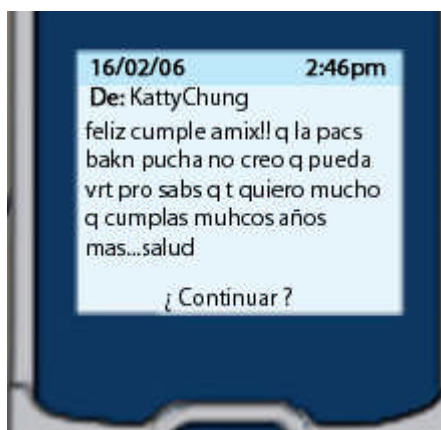 16/02/06 2:46pm
De: KattyChung
feliz cumple amix!! q la pacs
bakn pucha no creo q pueda
vrt pro sabs q t quiero mucho
q cumplas muhcos años
mas...salud
¿ Continuar ?